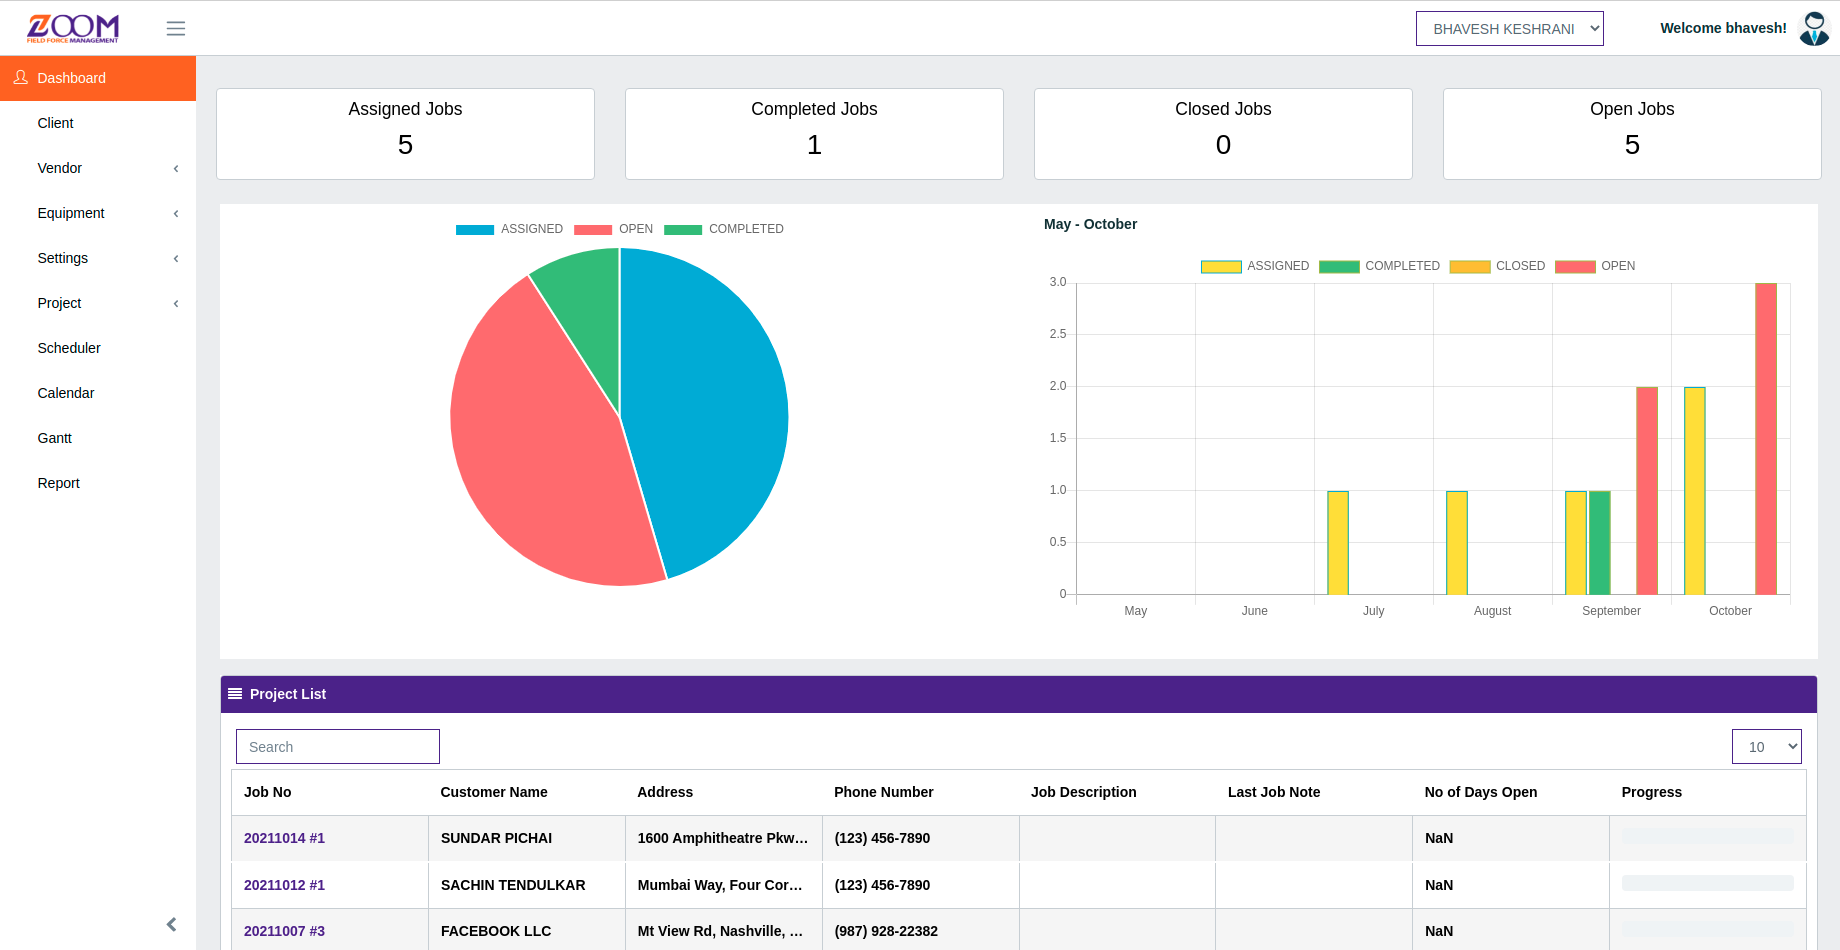 ZOOM
FIELD FORCE MANAGEMENT
BHAVESH KESHRANI
Welcome bhavesh!
Dashboard
Client
Vendor
Equipment
Settings
Project
Scheduler
Calendar
Gantt
Report
Assigned Jobs
5
Completed Jobs
1
Closed Jobs
0
Open Jobs
5
ASSIGNED OPEN COMPLETED
May - October
ASSIGNED COMPLETED CLOSED OPEN
3.0
2.5
2.0
1.5
1.0
0.5
0
May June July August September October
Project List
Search
10
Job No Customer Name Address Phone Number Job Description Last Job Note No of Days Open Progress
20211014 #1 SUNDAR PICHAI 1600 Amphitheatre Pkw... (123) 456-7890 NaN
20211012 #1 SACHIN TENDULKAR Mumbai Way, Four Cor... (123) 456-7890 NaN
20211007 #3 FACEBOOK LLC Mt View Rd, Nashville, ... (987) 928-22382 NaN